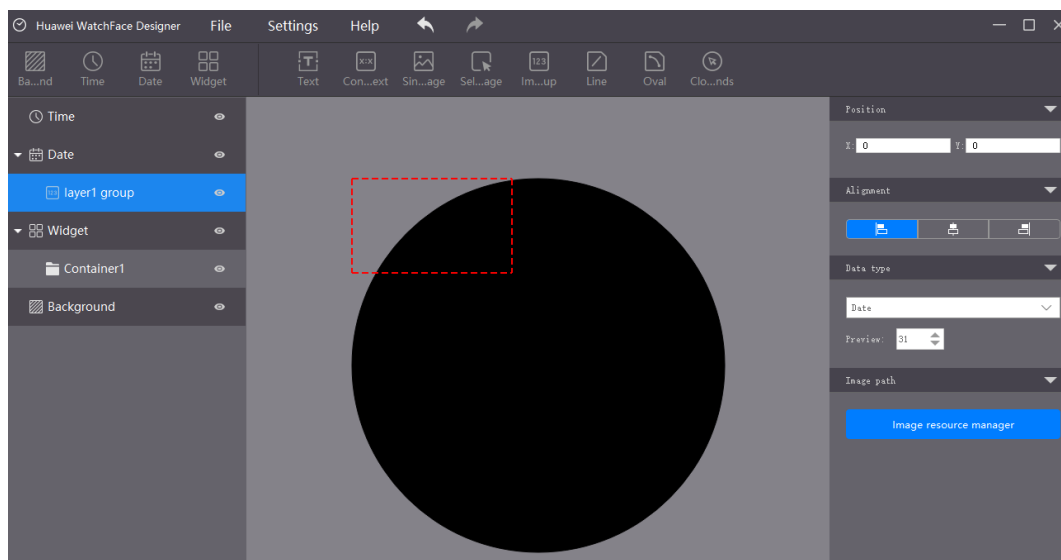 Huawei WatchFace Designer File Settings Help
Ba...nd Time Date Widget Text Con...ext Sin...age Sel...age Im...up Line Oval Clo...nds
T x:x 123
Time
Date
123 layer1 group
Widget
Container1
Background
Position
X: 0 Y: 0
Alignment
Data type
Date
Preview: 31
Image path
Image resource manager